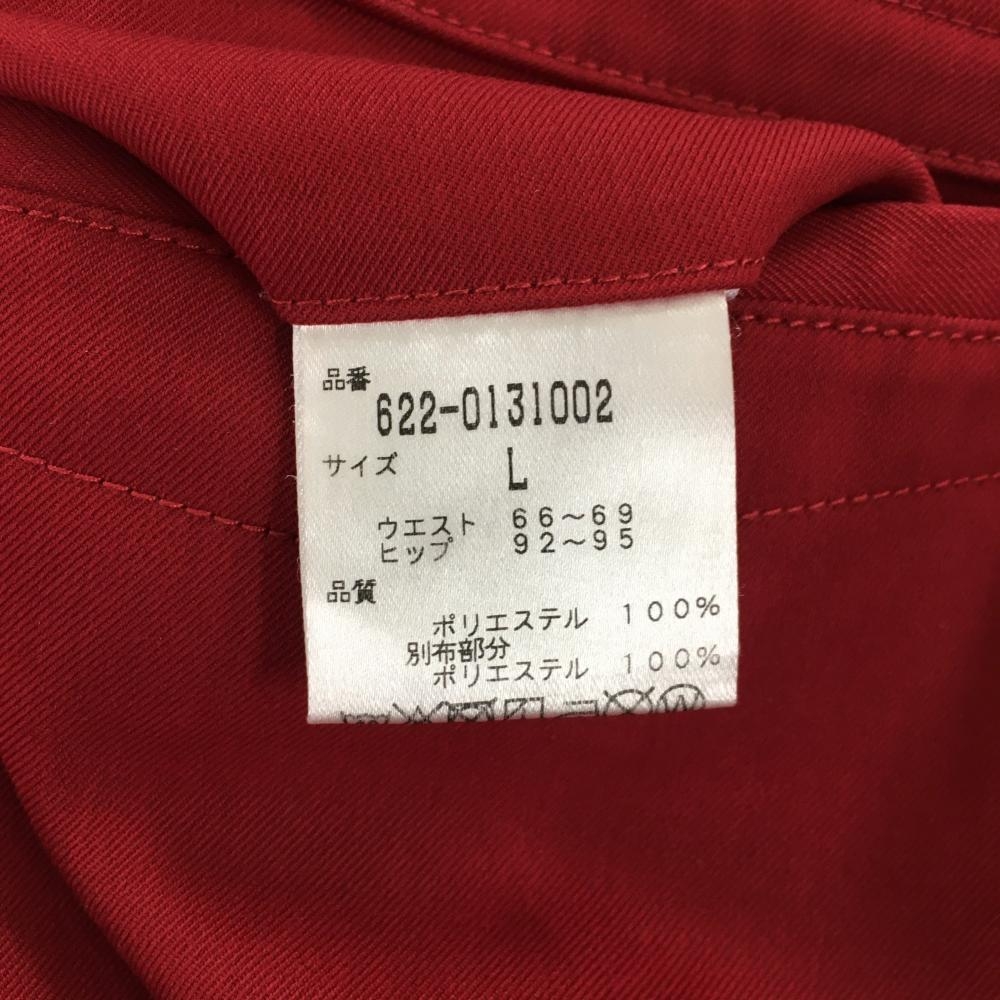 品番
622-0131002
サイズ L
ウエスト 66〜69
ヒップ 92〜95
品質
ポリエステル 100%
別布部分
ポリエステル 100%